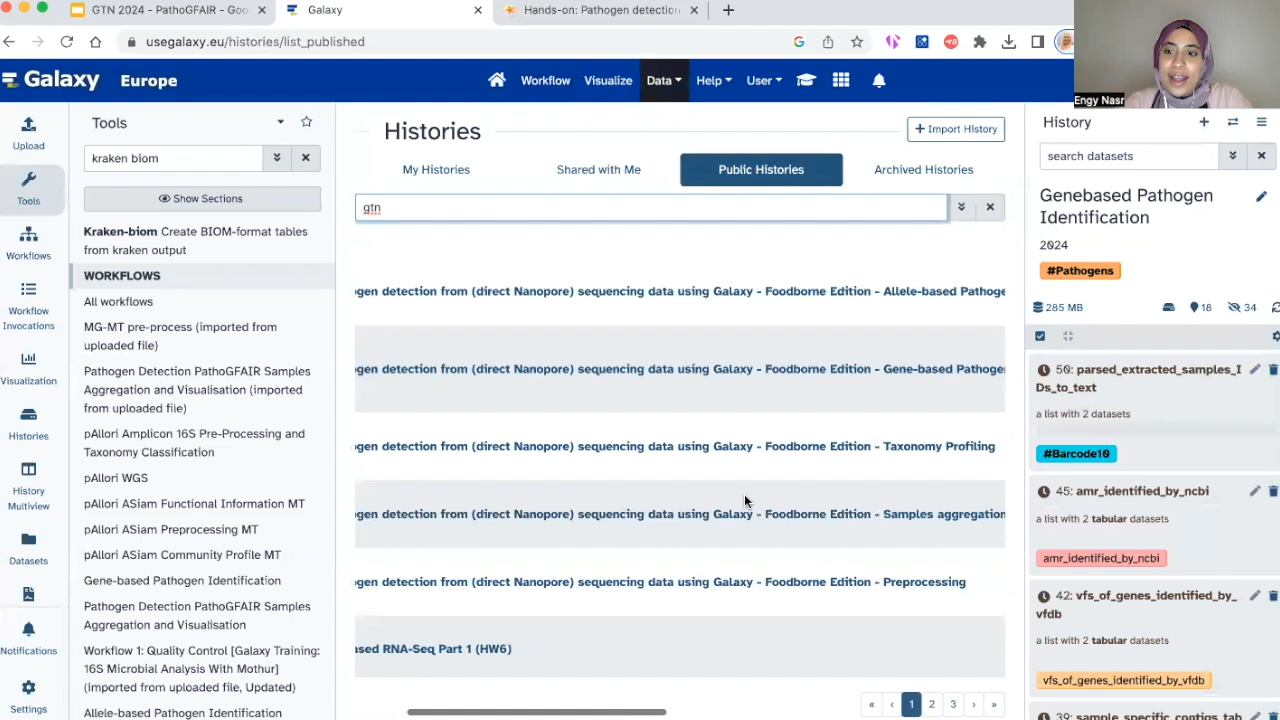 GTN 2024 - PathoGFAIR - Goo
Galaxy
Hands-on: Pathogen detection
usegalaxy.eu/histories/list_published
Engy Nasr
Galaxy Europe
Workflow
Visualize
Data
Help
User
Upload
Tools
Workflows
Workflow
Invocations
Visualization
Histories
History
Multiview
Datasets
Notifications
Settings
Tools
kraken biom
Show Sections
Kraken-biom Create BIOM-format tables
from kraken output
WORKFLOWS
All workflows
MG-MT pre-process (imported from
uploaded file)
Pathogen Detection PathoGFAIR Samples
Aggregation and Visualisation (imported
from uploaded file)
pAllori Amplicon 16S Pre-Processing and
Taxonomy Classification
pAllori WGS
pAllori ASiam Functional Information MT
pAllori ASiam Preprocessing MT
pAllori ASiam Community Profile MT
Gene-based Pathogen Identification
Pathogen Detection PathoGFAIR Samples
Aggregation and Visualisation
Workflow 1: Quality Control [Galaxy Training:
16S Microbial Analysis With Mothur]
(imported from uploaded file, Updated)
Allele-based Pathogen Identification
Histories
+ Import History
My Histories
Shared with Me
Public Histories
Archived Histories
gtn
gen detection from (direct Nanopore) sequencing data using Galaxy - Foodborne Edition - Allele-based Pathoge
gen detection from (direct Nanopore) sequencing data using Galaxy - Foodborne Edition - Gene-based Pathoge
gen detection from (direct Nanopore) sequencing data using Galaxy - Foodborne Edition - Taxonomy Profiling
gen detection from (direct Nanopore) sequencing data using Galaxy - Foodborne Edition - Samples aggregation
gen detection from (direct Nanopore) sequencing data using Galaxy - Foodborne Edition - Preprocessing
ased RNA-Seq Part 1 (HW6)
« ‹ 1 2 3 › »
History
search datasets
Genebased Pathogen
Identification
2024
#Pathogens
285 MB
18
34
50: parsed_extracted_samples_I
Ds_to_text
a list with 2 datasets
#Barcode10
45: amr_identified_by_ncbi
a list with 2 tabular datasets
amr_identified_by_ncbi
42: vfs_of_genes_identified_by_
vfdb
a list with 2 tabular datasets
vfs_of_genes_identified_by_vfdb
39: sample_specific_contigs_tab